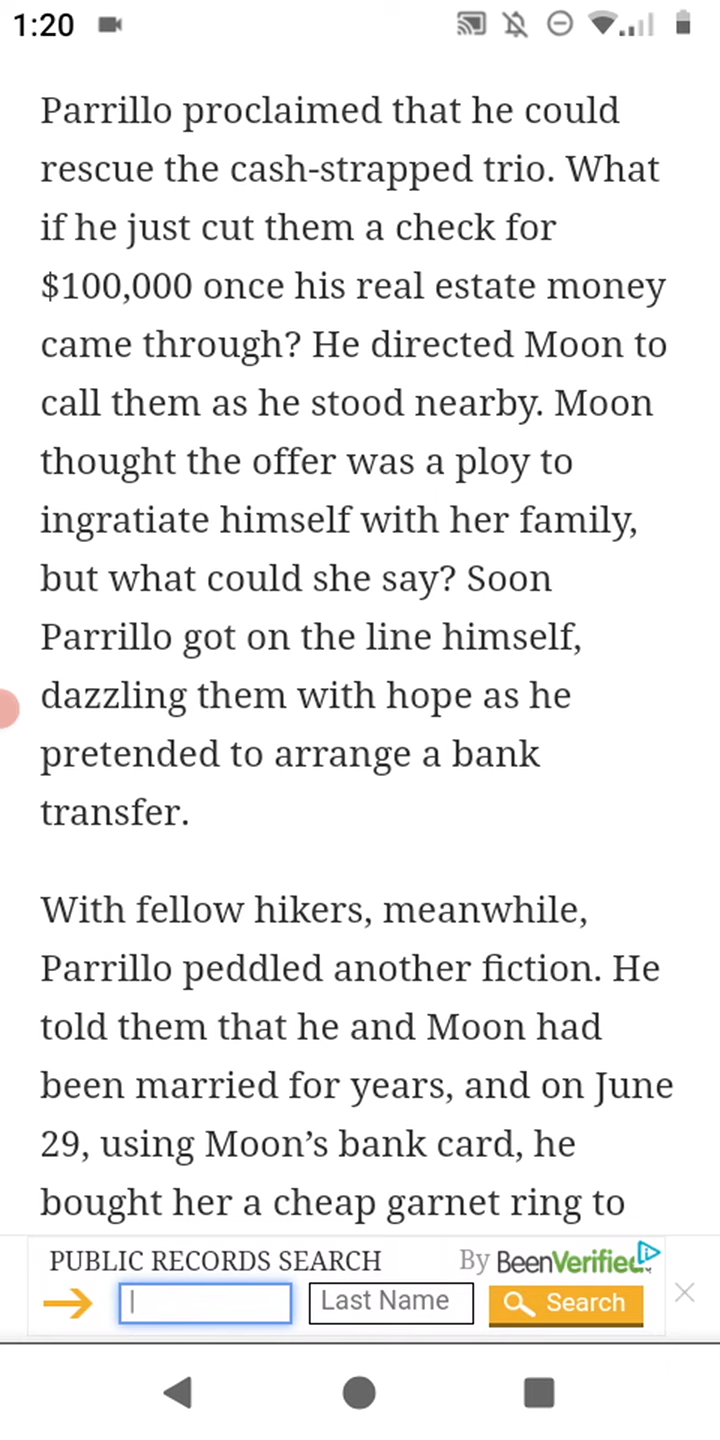 1:20
Parrillo proclaimed that he could
rescue the cash-strapped trio. What
if he just cut them a check for
$100,000 once his real estate money
came through? He directed Moon to
call them as he stood nearby. Moon
thought the offer was a ploy to
ingratiate himself with her family,
but what could she say? Soon
Parrillo got on the line himself,
dazzling them with hope as he
pretended to arrange a bank
transfer.
With fellow hikers, meanwhile,
Parrillo peddled another fiction. He
told them that he and Moon had
been married for years, and on June
29, using Moon’s bank card, he
bought her a cheap garnet ring to
PUBLIC RECORDS SEARCH By BeenVerified
Last Name Search